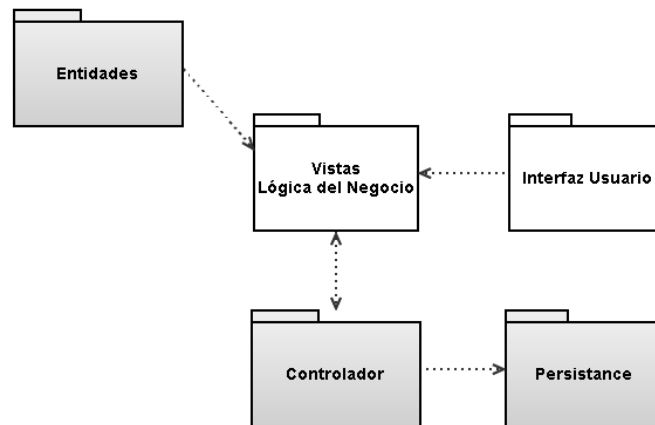 Entidades
Vistas
Lógica del Negocio
Interfaz Usuario
Controlador
Persistance